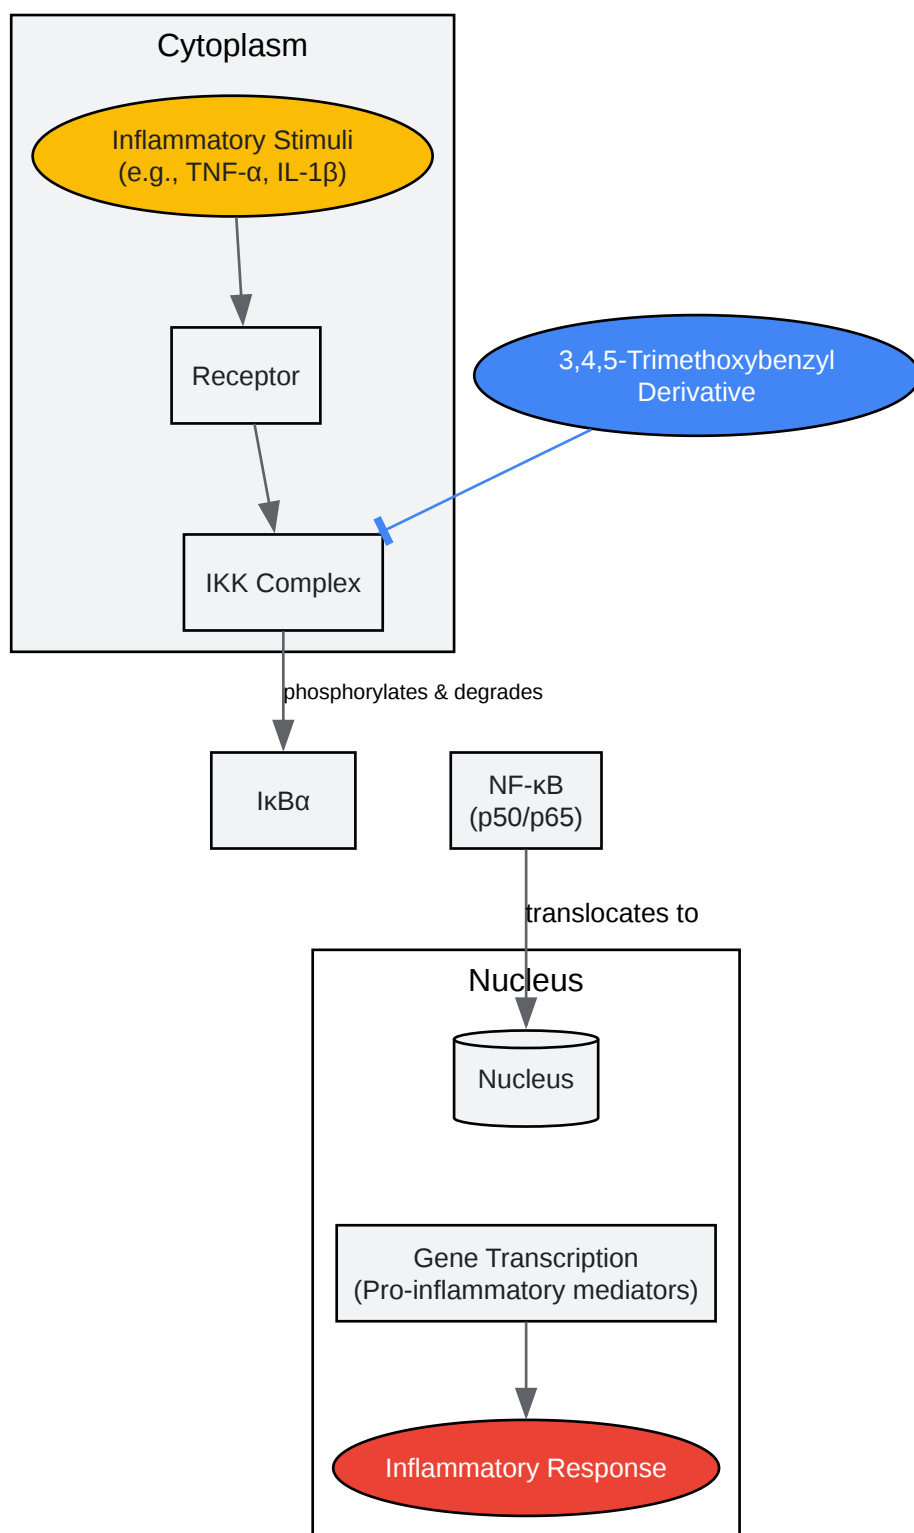 Cytoplasm
Inflammatory Stimuli
(e.g., TNF-α, IL-1β)
Receptor
3,4,5-Trimethoxybenzyl
Derivative
IKK Complex
phosphorylates & degrades
IκBα
NF-κB
(p50/p65)
translocates to
Nucleus
Nucleus
Gene Transcription
(Pro-inflammatory mediators)
Inflammatory Response